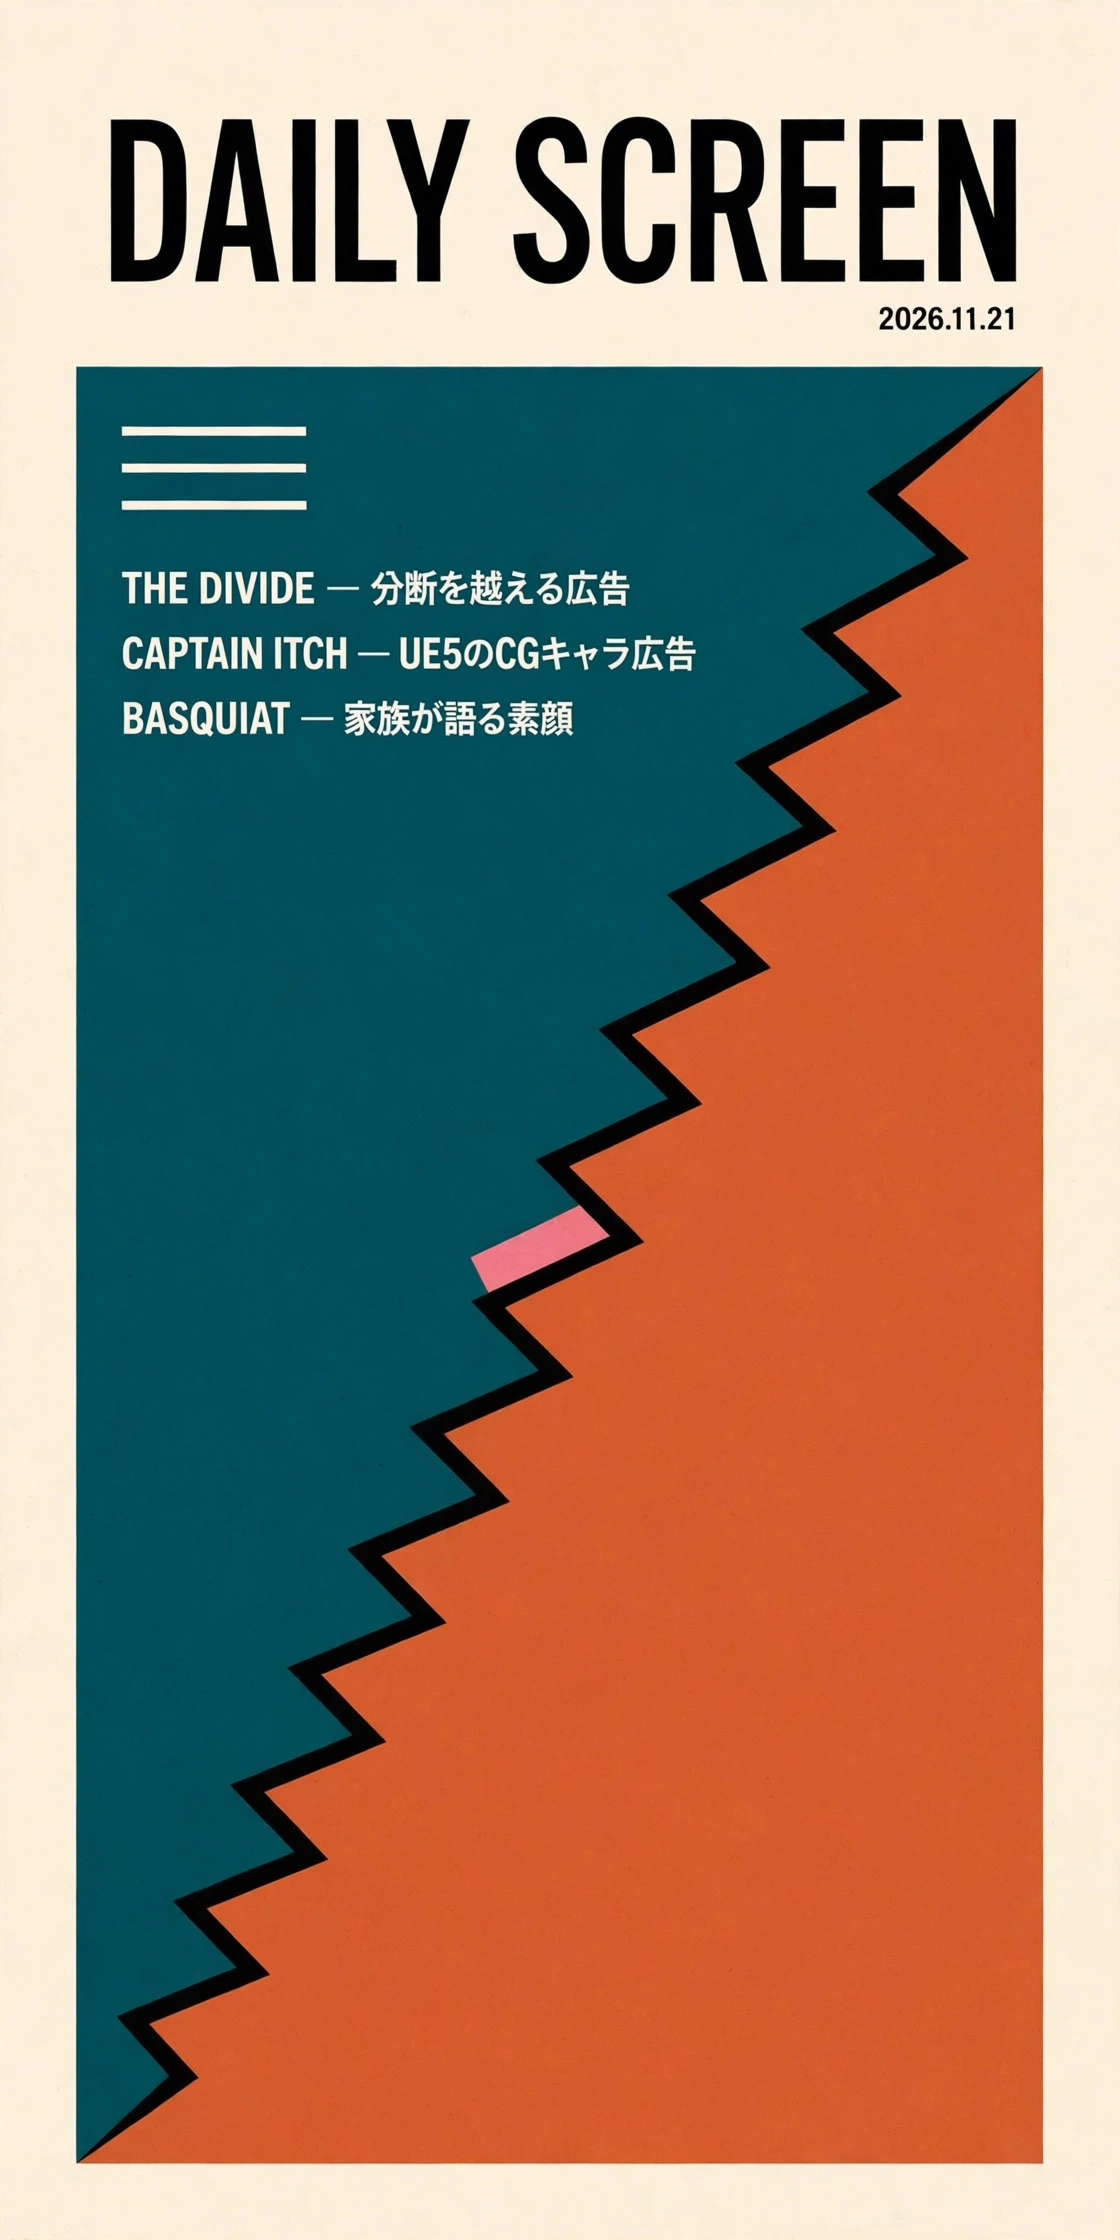 DAILY SCREEN
2026.11.21
THE DIVIDE — 分断を越える広告
CAPTAIN ITCH — UE5のCGキャラ広告
BASQUIAT — 家族が語る素顔